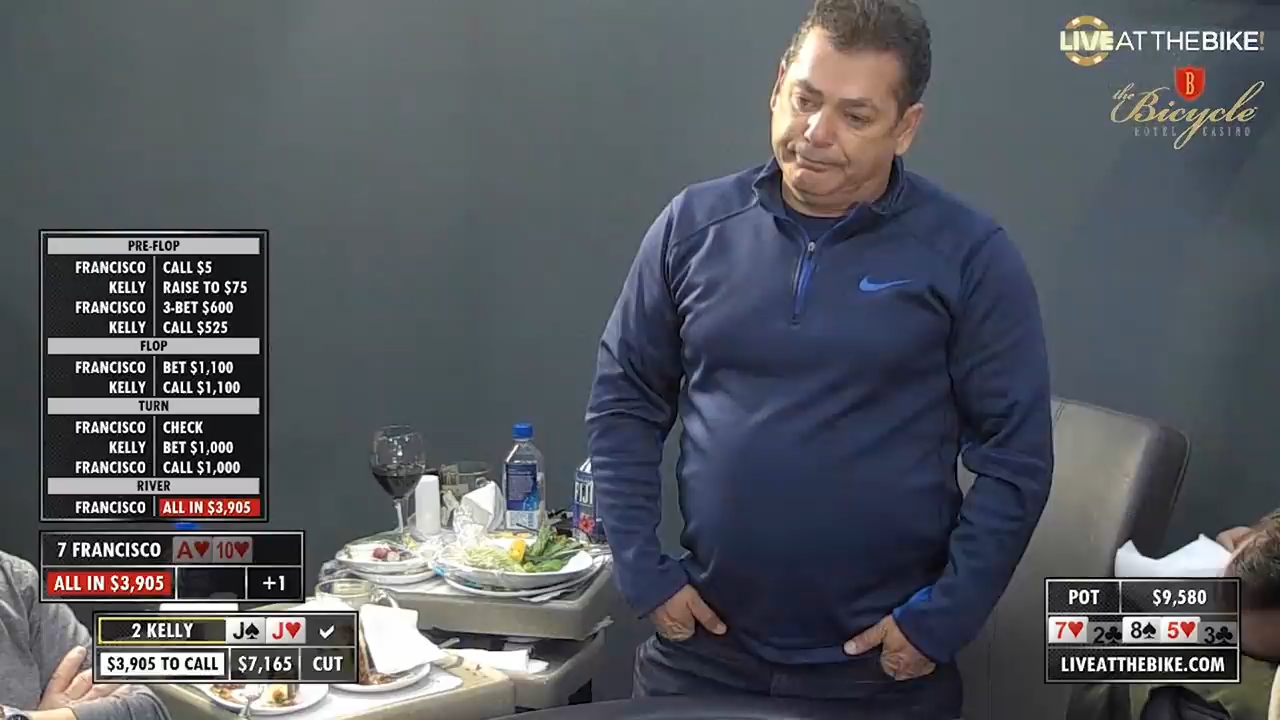 LIVE AT THE BIKE!
B
the
Bicycle
HOTEL CASINO
PRE-FLOP
FRANCISCO CALL $5
KELLY RAISE TO $75
FRANCISCO 3-BET $600
KELLY CALL $525
FLOP
FRANCISCO BET $1,100
KELLY CALL $1,100
TURN
FRANCISCO CHECK
KELLY BET $1,000
FRANCISCO CALL $1,000
RIVER
FRANCISCO ALL IN $3,905
7 FRANCISCO A♥ 10♥
ALL IN $3,905 +1
2 KELLY J♠ J♥ ✓
$3,905 TO CALL $7,165 CUT
FIJI
POT $9,580
7♥ 2♣ 8♠ 5♥ 3♣
LIVEATTHEBIKE.COM